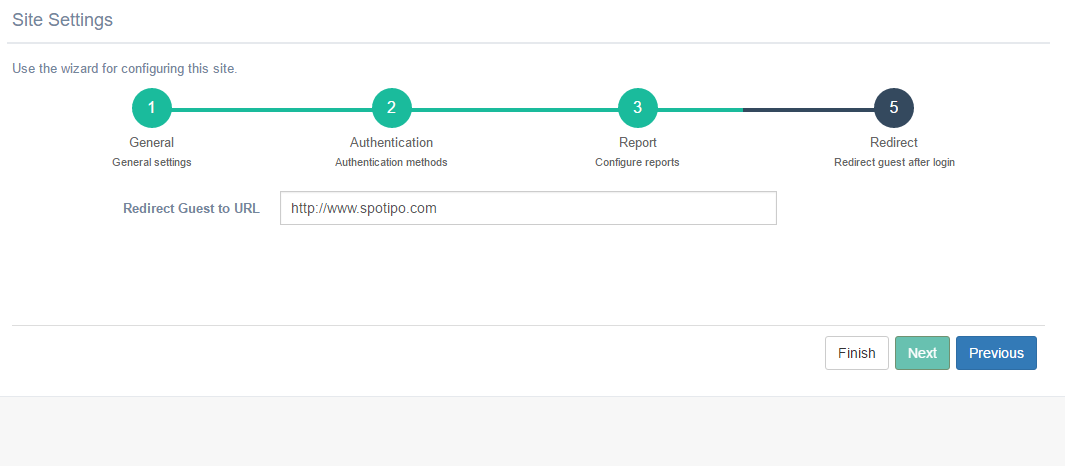 Site Settings
Use the wizard for configuring this site.
1 2 3 5
General Authentication Report Redirect
General settings Authentication methods Configure reports Redirect guest after login
Redirect Guest to URL http://www.spotipo.com
Finish Next Previous